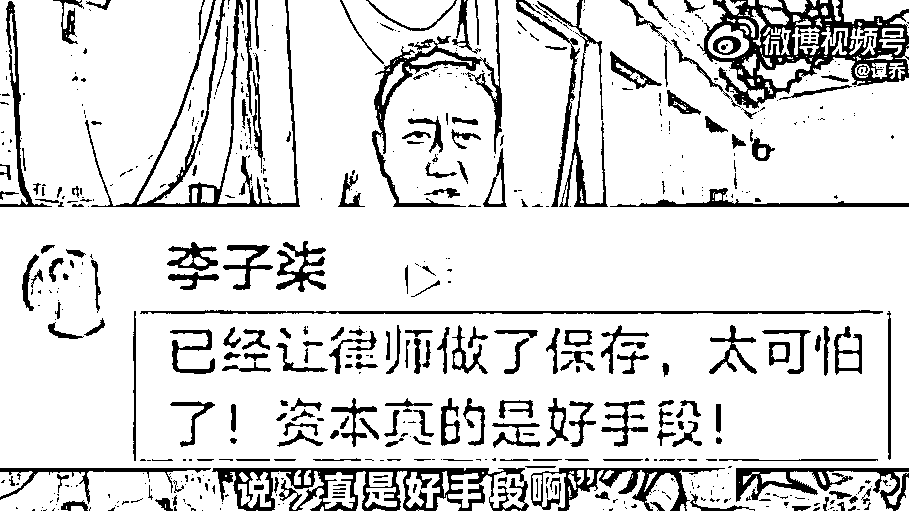 微博视频号
@谭乔
李子柒
已经让律师做了保存，太可怕
了！资本真的是好手段！
说“真是好手段啊